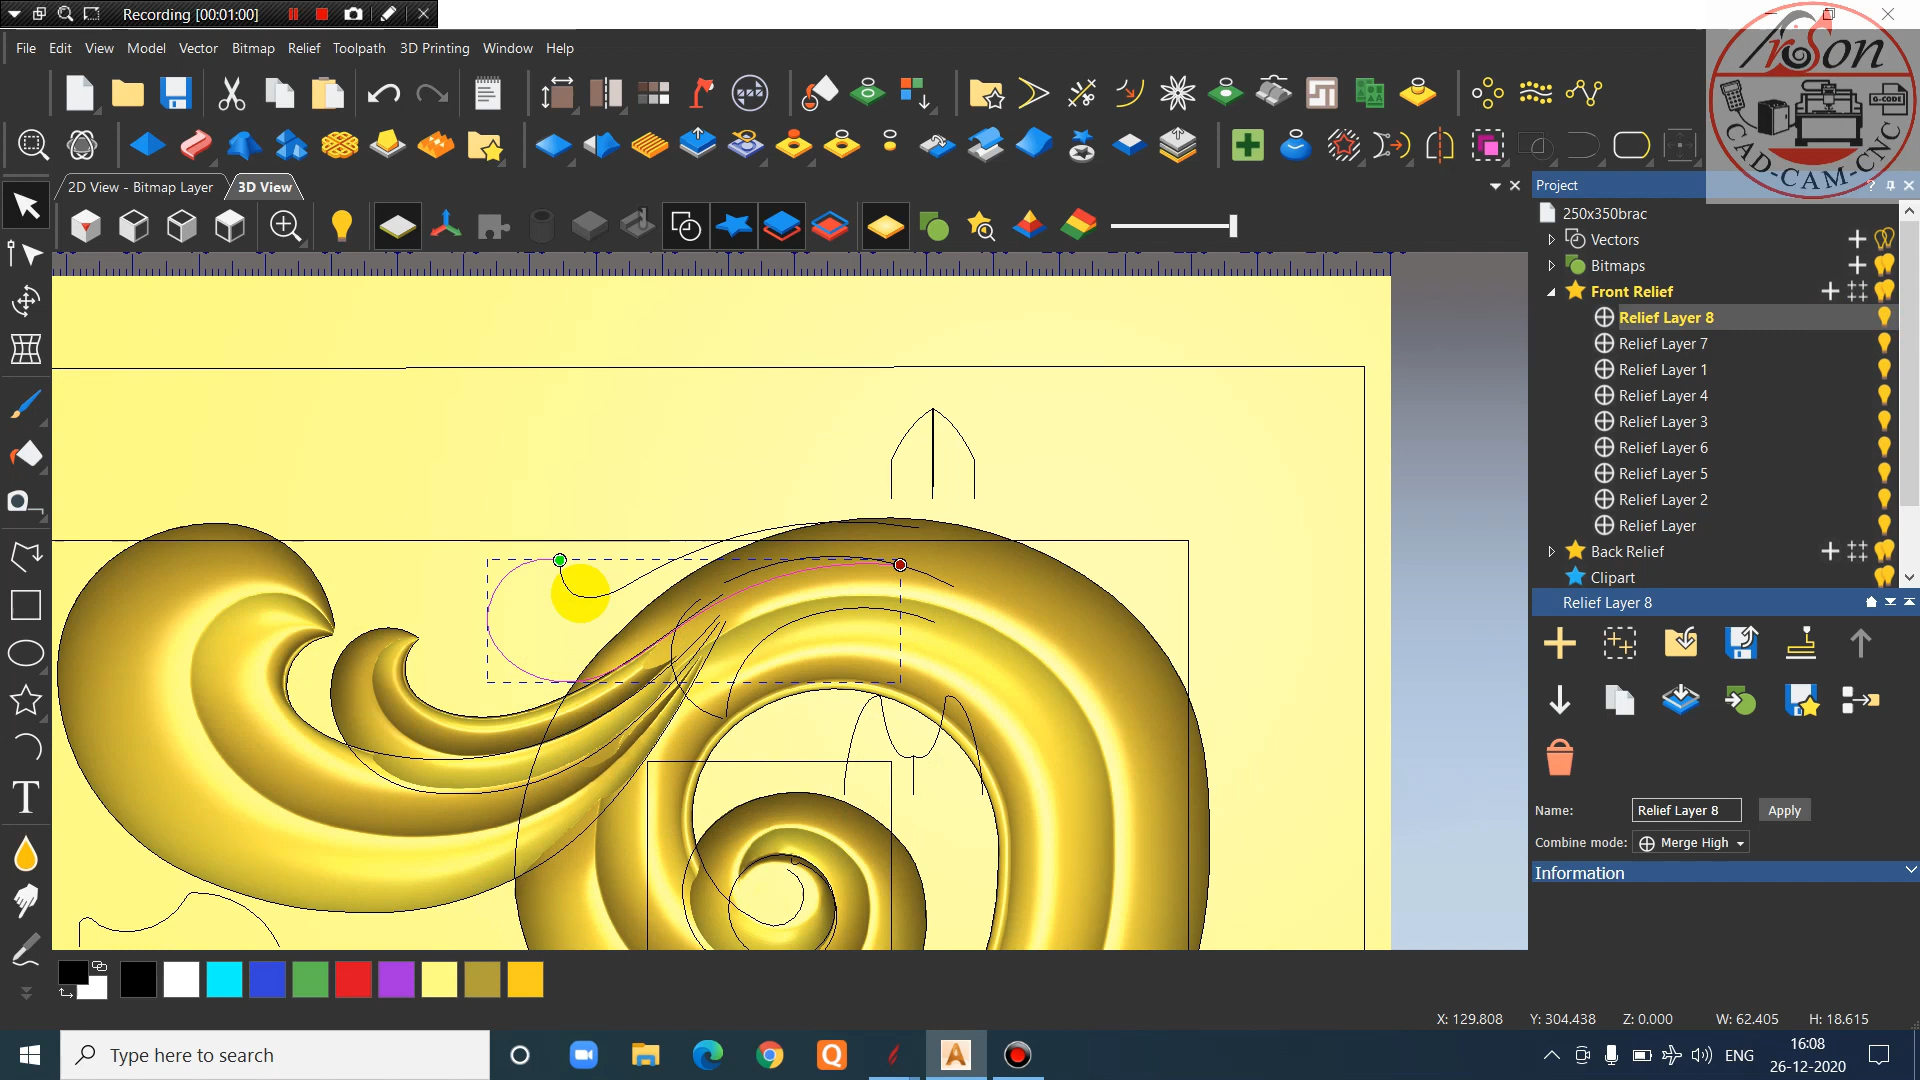 Recording [00:01:00]
File Edit View Model Vector Bitmap Relief Toolpath 3D Printing Window Help
ArtSon
G-CODE
CAD-CAM-CNC
2D View - Bitmap Layer
3D View
Project
250x350brac
Vectors
Bitmaps
Front Relief
Relief Layer 8
Relief Layer 7
Relief Layer 1
Relief Layer 4
Relief Layer 3
Relief Layer 6
Relief Layer 5
Relief Layer 2
Relief Layer
Back Relief
Clipart
Relief Layer 8
Name: Relief Layer 8 Apply
Combine mode: Merge High
Information
X: 129.808 Y: 304.438 Z: 0.000 W: 62.405 H: 18.615
Type here to search
ENG
16:08
26-12-2020